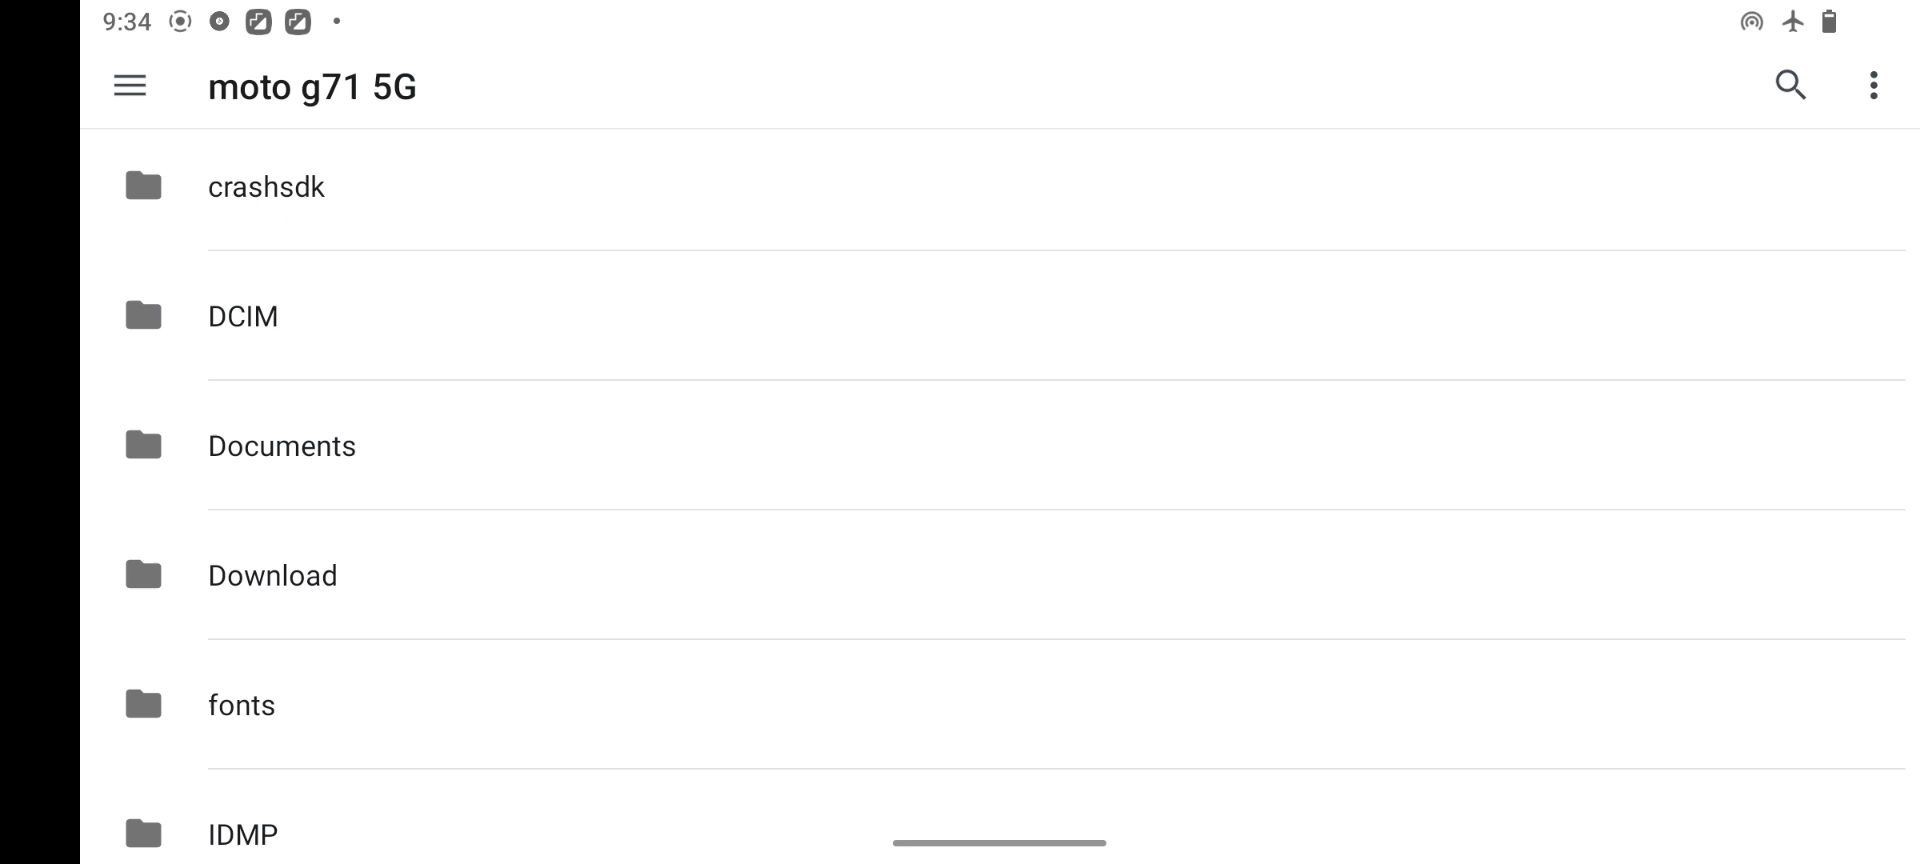 9:34
moto g71 5G
crashsdk
DCIM
Documents
Download
fonts
IDMP